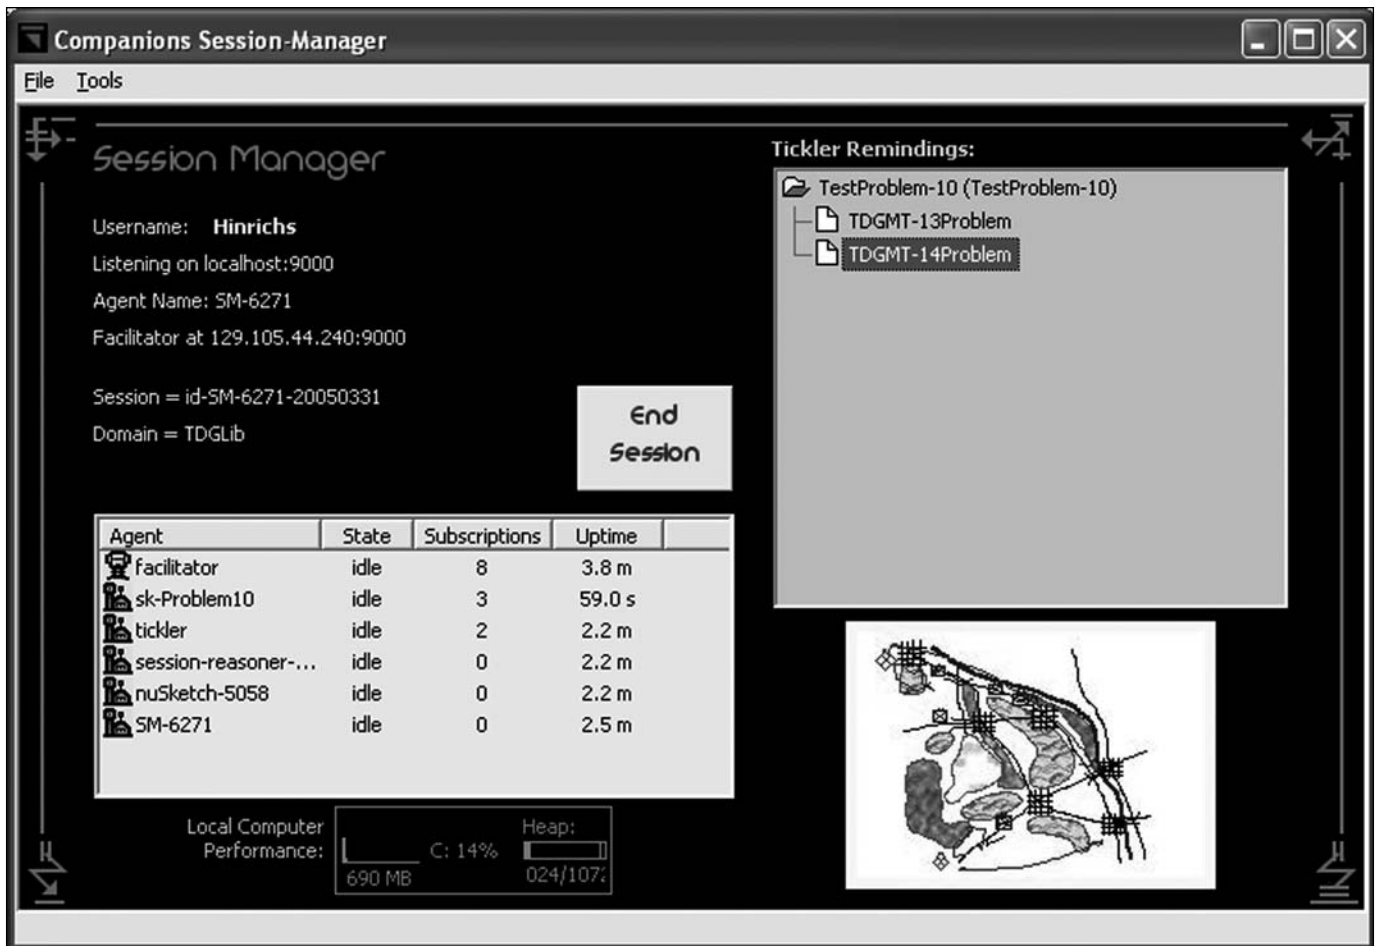 Companions Session-Manager
File Tools
Session Manager
Username: Hinrichs
Listening on localhost:9000
Agent Name: SM-6271
Facilitator at 129.105.44.240:9000
Session = id-SM-6271-20050331
Domain = TDGLib
End
Session
Agent State Subscriptions Uptime
facilitator idle 8 3.8 m
sk-Problem10 idle 3 59.0 s
tickler idle 2 2.2 m
session-reasoner-... idle 0 2.2 m
nuSketch-5058 idle 0 2.2 m
SM-6271 idle 0 2.5 m
Local Computer
Performance:
C: 14%
690 MB
Heap:
024/107
Tickler Remindings:
TestProblem-10 (TestProblem-10)
TDGMT-13Problem
TDGMT-14Problem